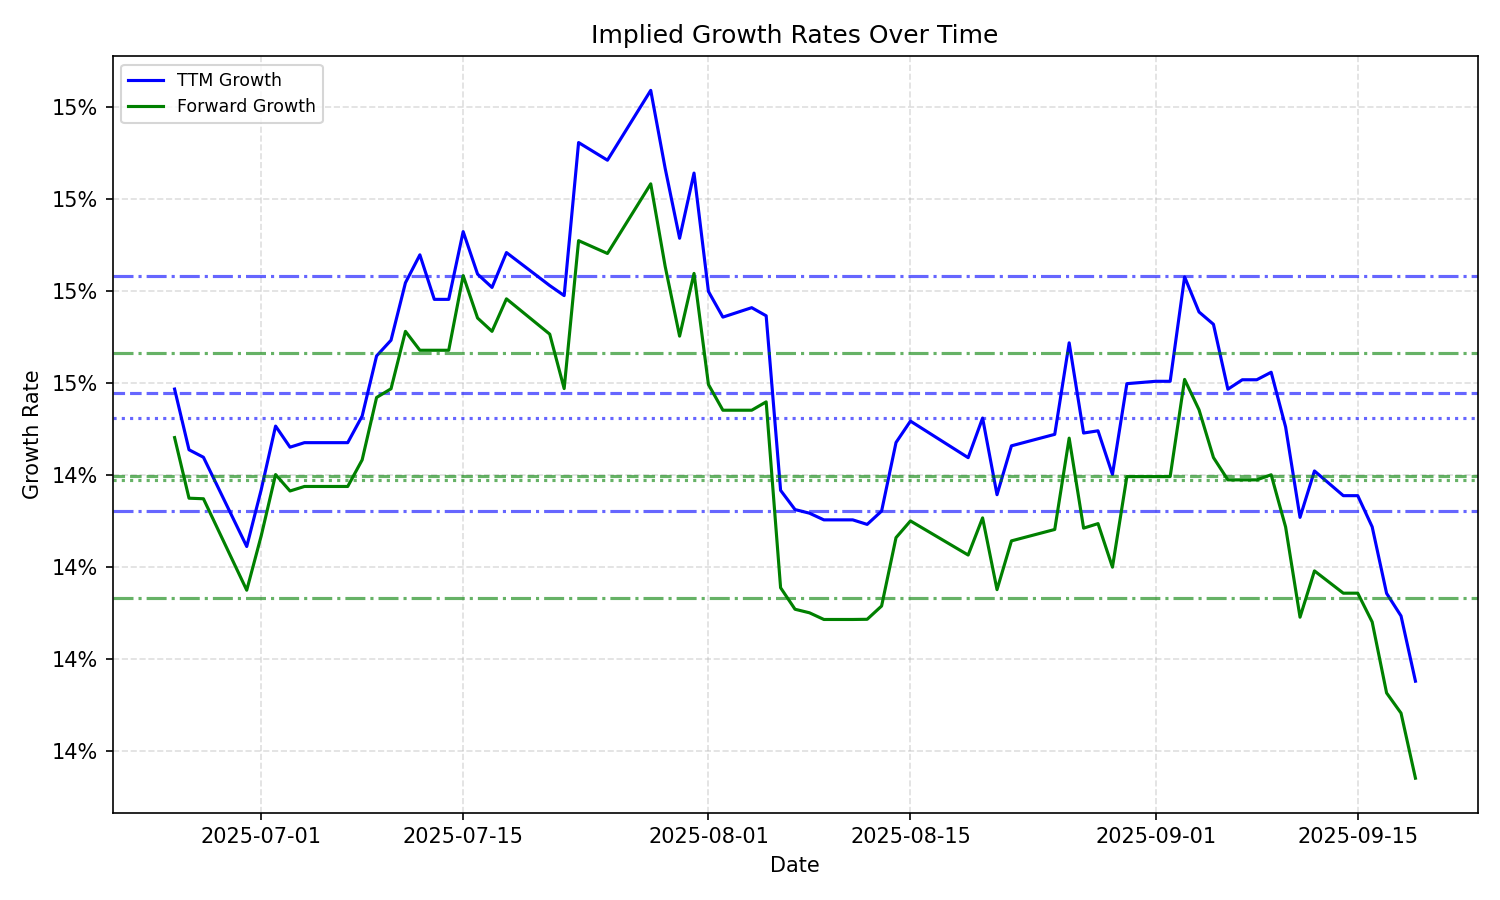 Implied Growth Rates Over Time
TTM Growth
Forward Growth
Growth Rate
15%
15%
15%
15%
14%
14%
14%
14%
2025-07-01
2025-07-15
2025-08-01
2025-08-15
2025-09-01
2025-09-15
Date